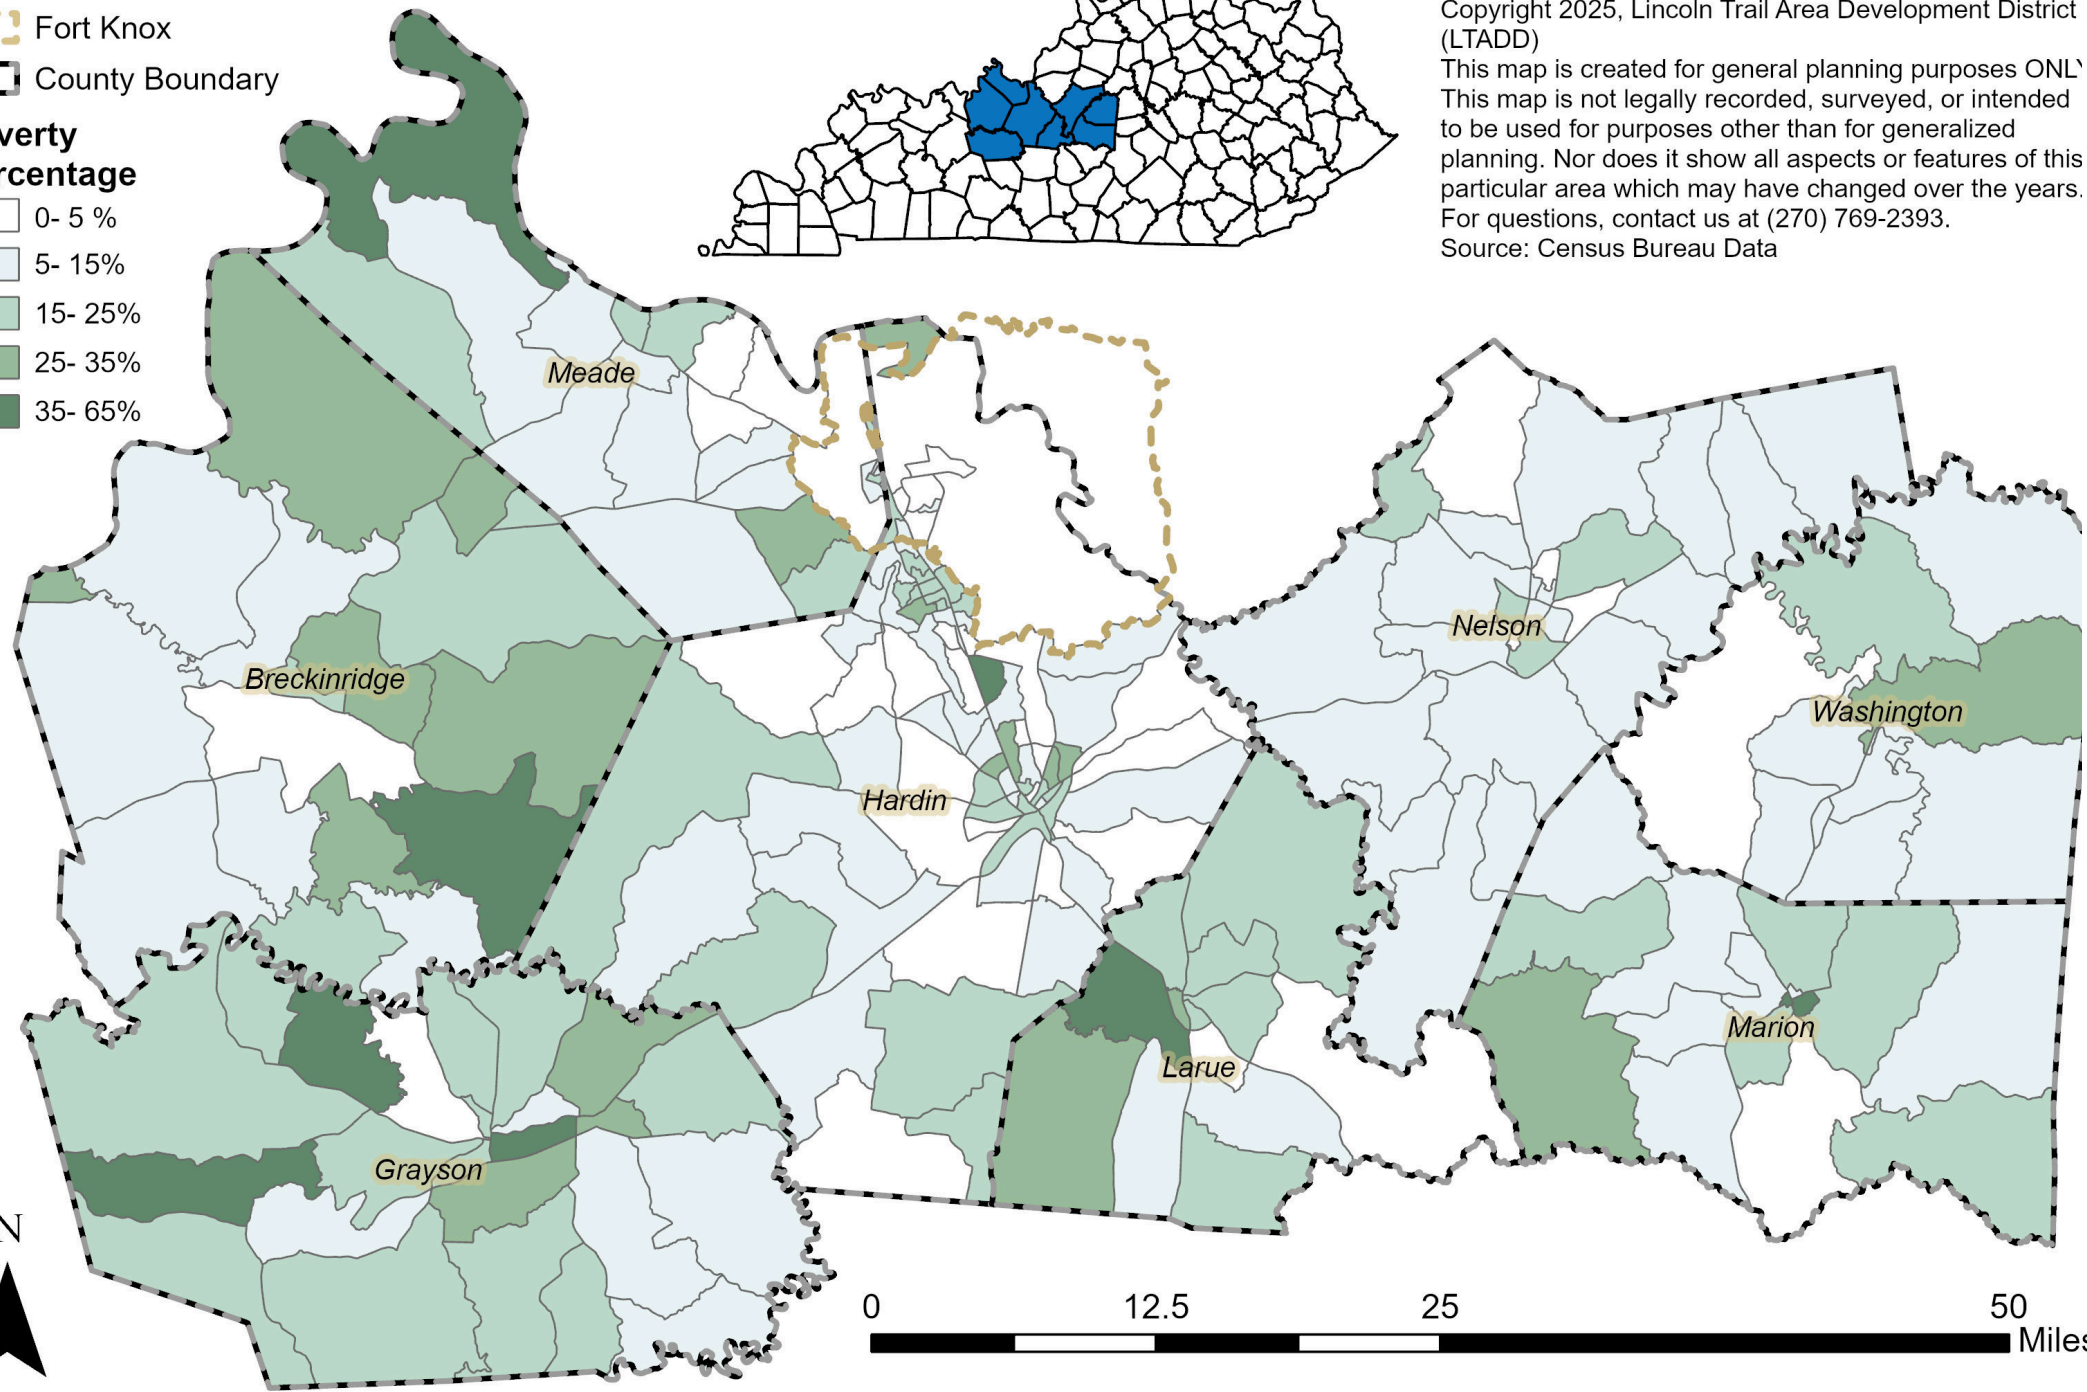 Fort Knox
County Boundary
verty
rcentage
0- 5 %
5- 15%
15- 25%
25- 35%
35- 65%
Copyright 2025, Lincoln Trail Area Development District
(LTADD)
This map is created for general planning purposes ONLY
This map is not legally recorded, surveyed, or intended
to be used for purposes other than for generalized
planning. Nor does it show all aspects or features of this
particular area which may have changed over the years.
For questions, contact us at (270) 769-2393.
Source: Census Bureau Data
Meade
Breckinridge
Hardin
Nelson
Washington
Marion
Larue
Grayson
N
0 12.5 25 50
Miles